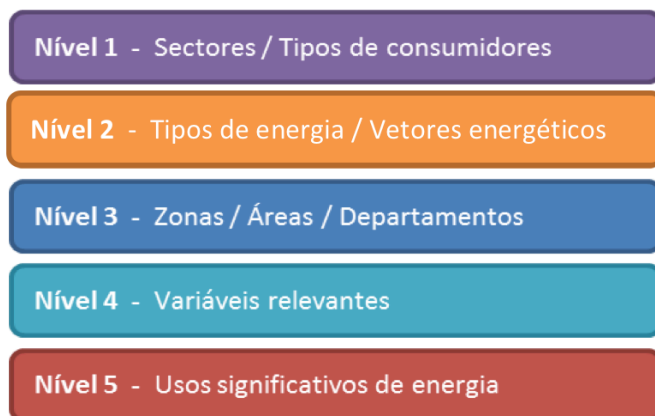 Nível 1 - Sectores / Tipos de consumidores
Nível 2 - Tipos de energia / Vetores energéticos
Nível 3 - Zonas / Áreas / Departamentos
Nível 4 - Variáveis relevantes
Nível 5 - Usos significativos de energia